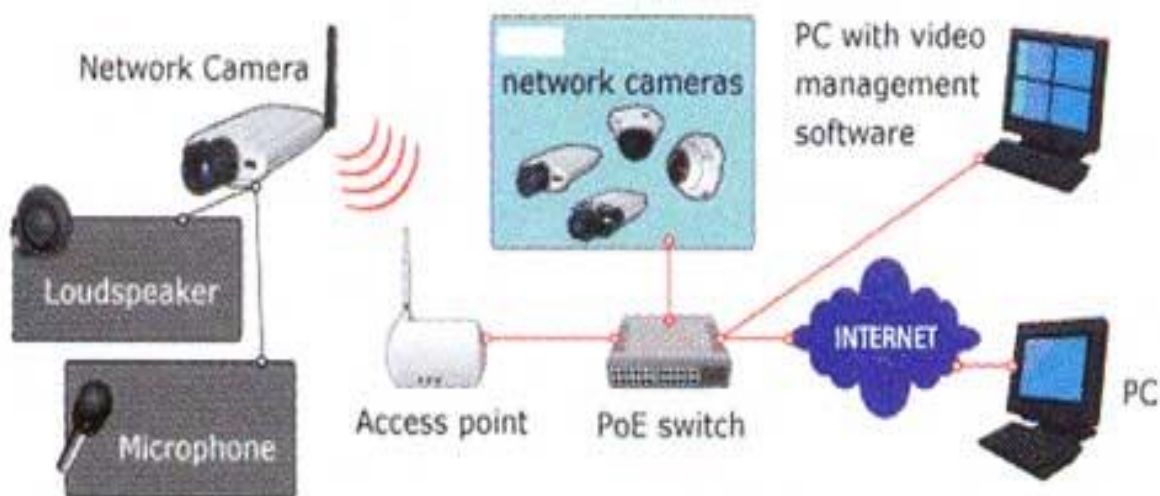 Network Camera
Loudspeaker
Microphone
network cameras
Access point
PoE switch
PC with video
management
software
INTERNET
PC